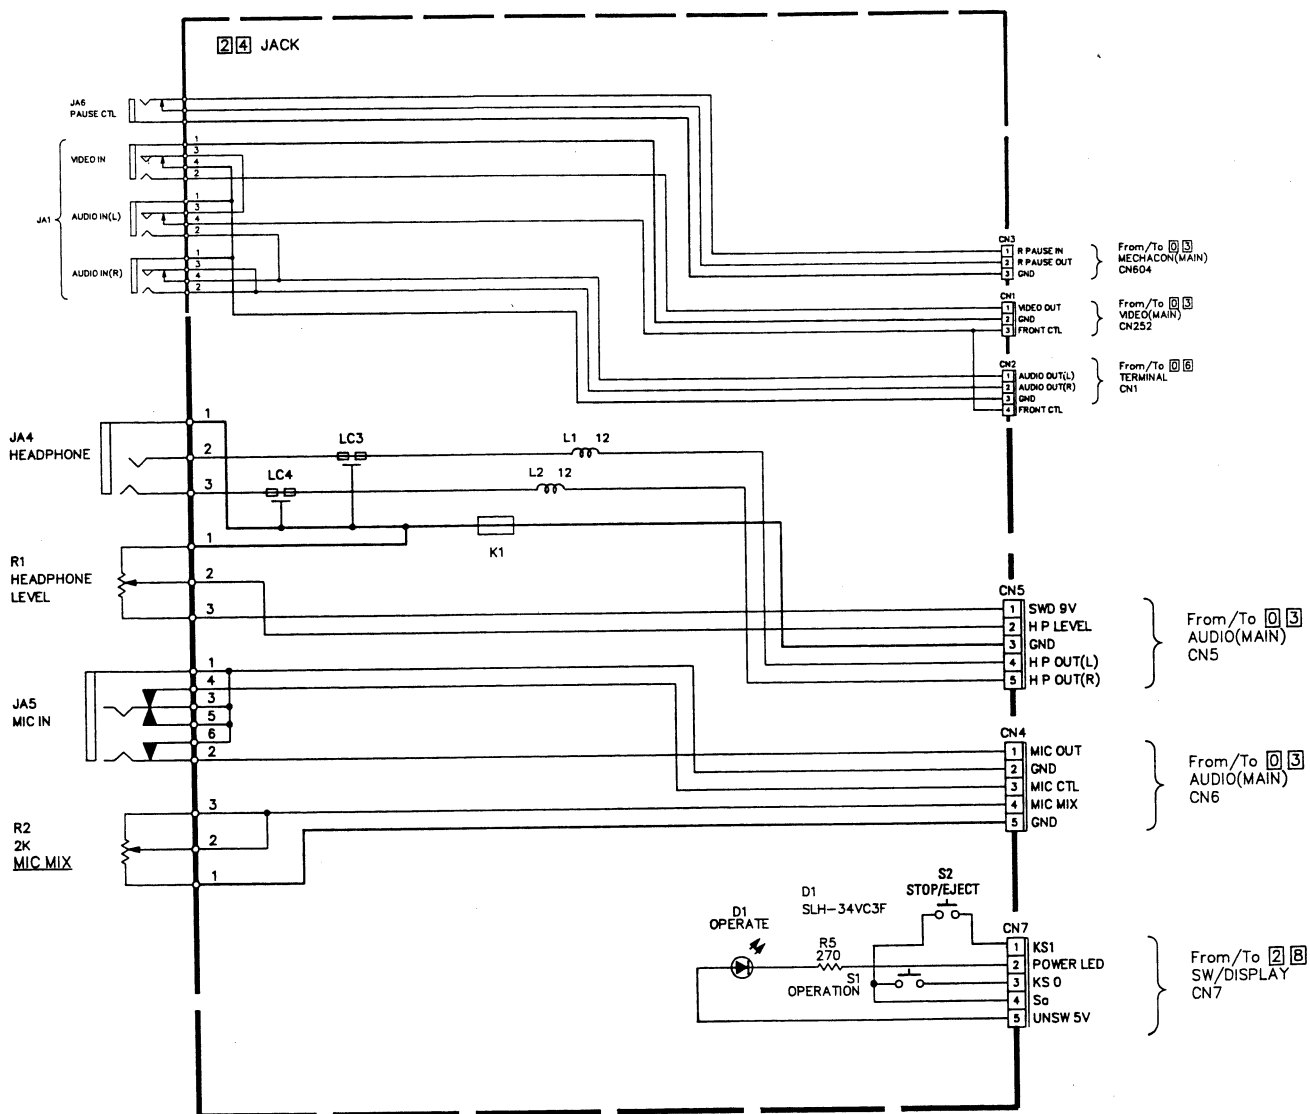 2 4 JACK
JA6
PAUSE CTL
JA1
VIDEO IN
1
3
4
2
AUDIO IN(L)
1
3
4
2
AUDIO IN(R)
1
3
4
2
CN3
1 R PAUSE IN
2 R PAUSE OUT
3 GND
From/To 0 3
MECHACON(MAIN)
CN604
CN1
1 VIDEO OUT
2 GND
3 FRONT CTL
From/To 0 3
VIDEO(MAIN)
CN252
CN2
1 AUDIO OUT(L)
2 AUDIO OUT(R)
3 GND
4 FRONT CTL
From/To 0 6
TERMINAL
CN1
JA4
HEADPHONE
1
2
3
LC3
LC4
L1 12
L2 12
K1
R1
HEADPHONE
LEVEL
1
2
3
CN5
1 SWD 9V
2 H P LEVEL
3 GND
4 H P OUT(L)
5 H P OUT(R)
From/To 0 3
AUDIO(MAIN)
CN5
JA5
MIC IN
1
4
3
5
6
2
CN4
1 MIC OUT
2 GND
3 MIC CTL
4 MIC MIX
5 GND
From/To 0 3
AUDIO(MAIN)
CN6
R2
2K
MIC MIX
3
2
1
D1
OPERATE
D1
SLH-34VC3F
R5
270
S2
STOP/EJECT
S1
OPERATION
CN7
1 KS1
2 POWER LED
3 KS 0
4 Sa
5 UNSW 5V
From/To 2 8
SW/DISPLAY
CN7